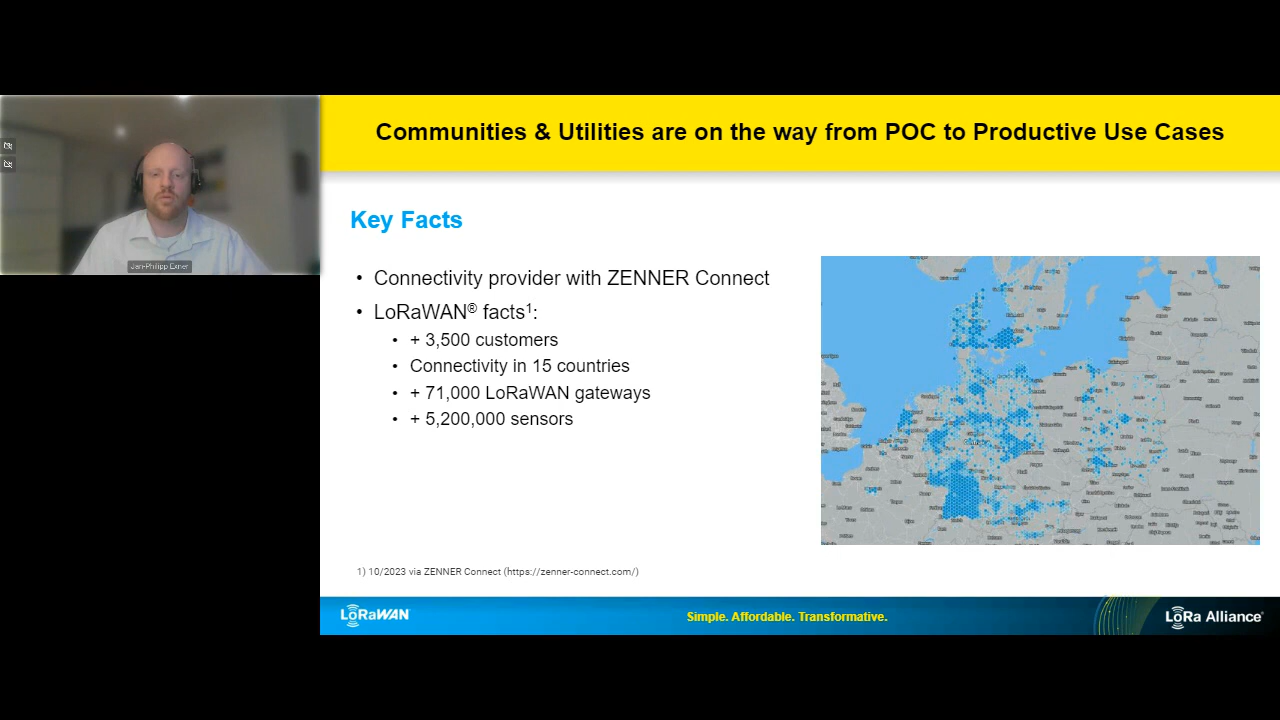 Communities & Utilities are on the way from POC to Productive Use Cases
Jan-Philipp Exner
Key Facts
• Connectivity provider with ZENNER Connect
• LoRaWAN® facts¹:
• + 3,500 customers
• Connectivity in 15 countries
• + 71,000 LoRaWAN gateways
• + 5,200,000 sensors
1) 10/2023 via ZENNER Connect (https://zenner-connect.com/)
LoRaWAN
Simple. Affordable. Transformative.
LoRa Alliance®